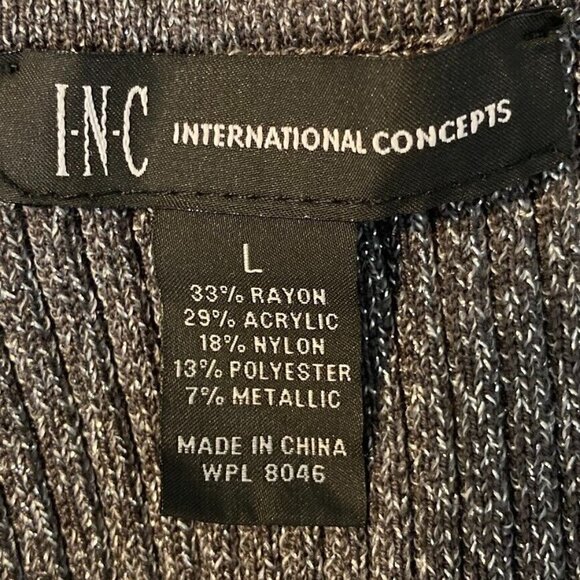 I-N-C INTERNATIONAL CONCEPTS
L
33% RAYON
29% ACRYLIC
18% NYLON
13% POLYESTER
7% METALLIC
MADE IN CHINA
WPL 8046